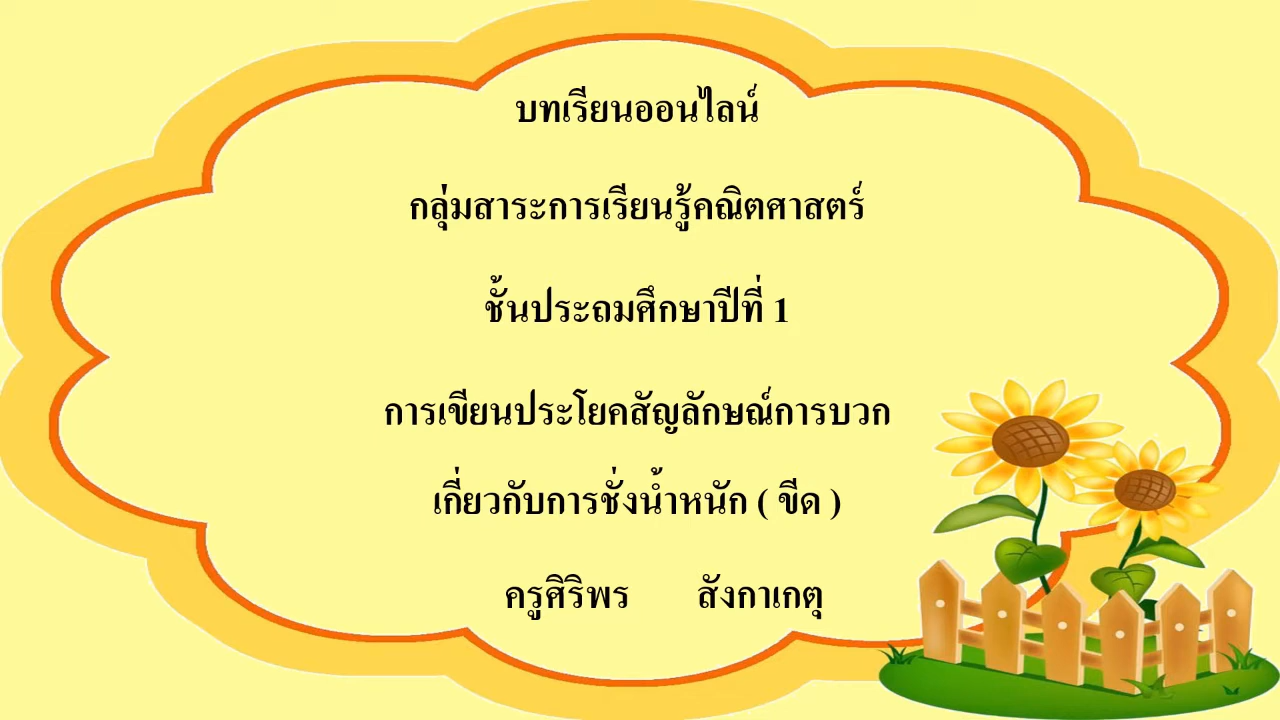 บทเรียนออนไลน์
กลุ่มสาระการเรียนรู้คณิตศาสตร์
ชั้นประถมศึกษาปีที่ 1
การเขียนประโยคสัญลักษณ์การบวก
เกี่ยวกับการชั่งน้ำหนัก ( ขีด )
ครูศิริพร สังกาเกตุ